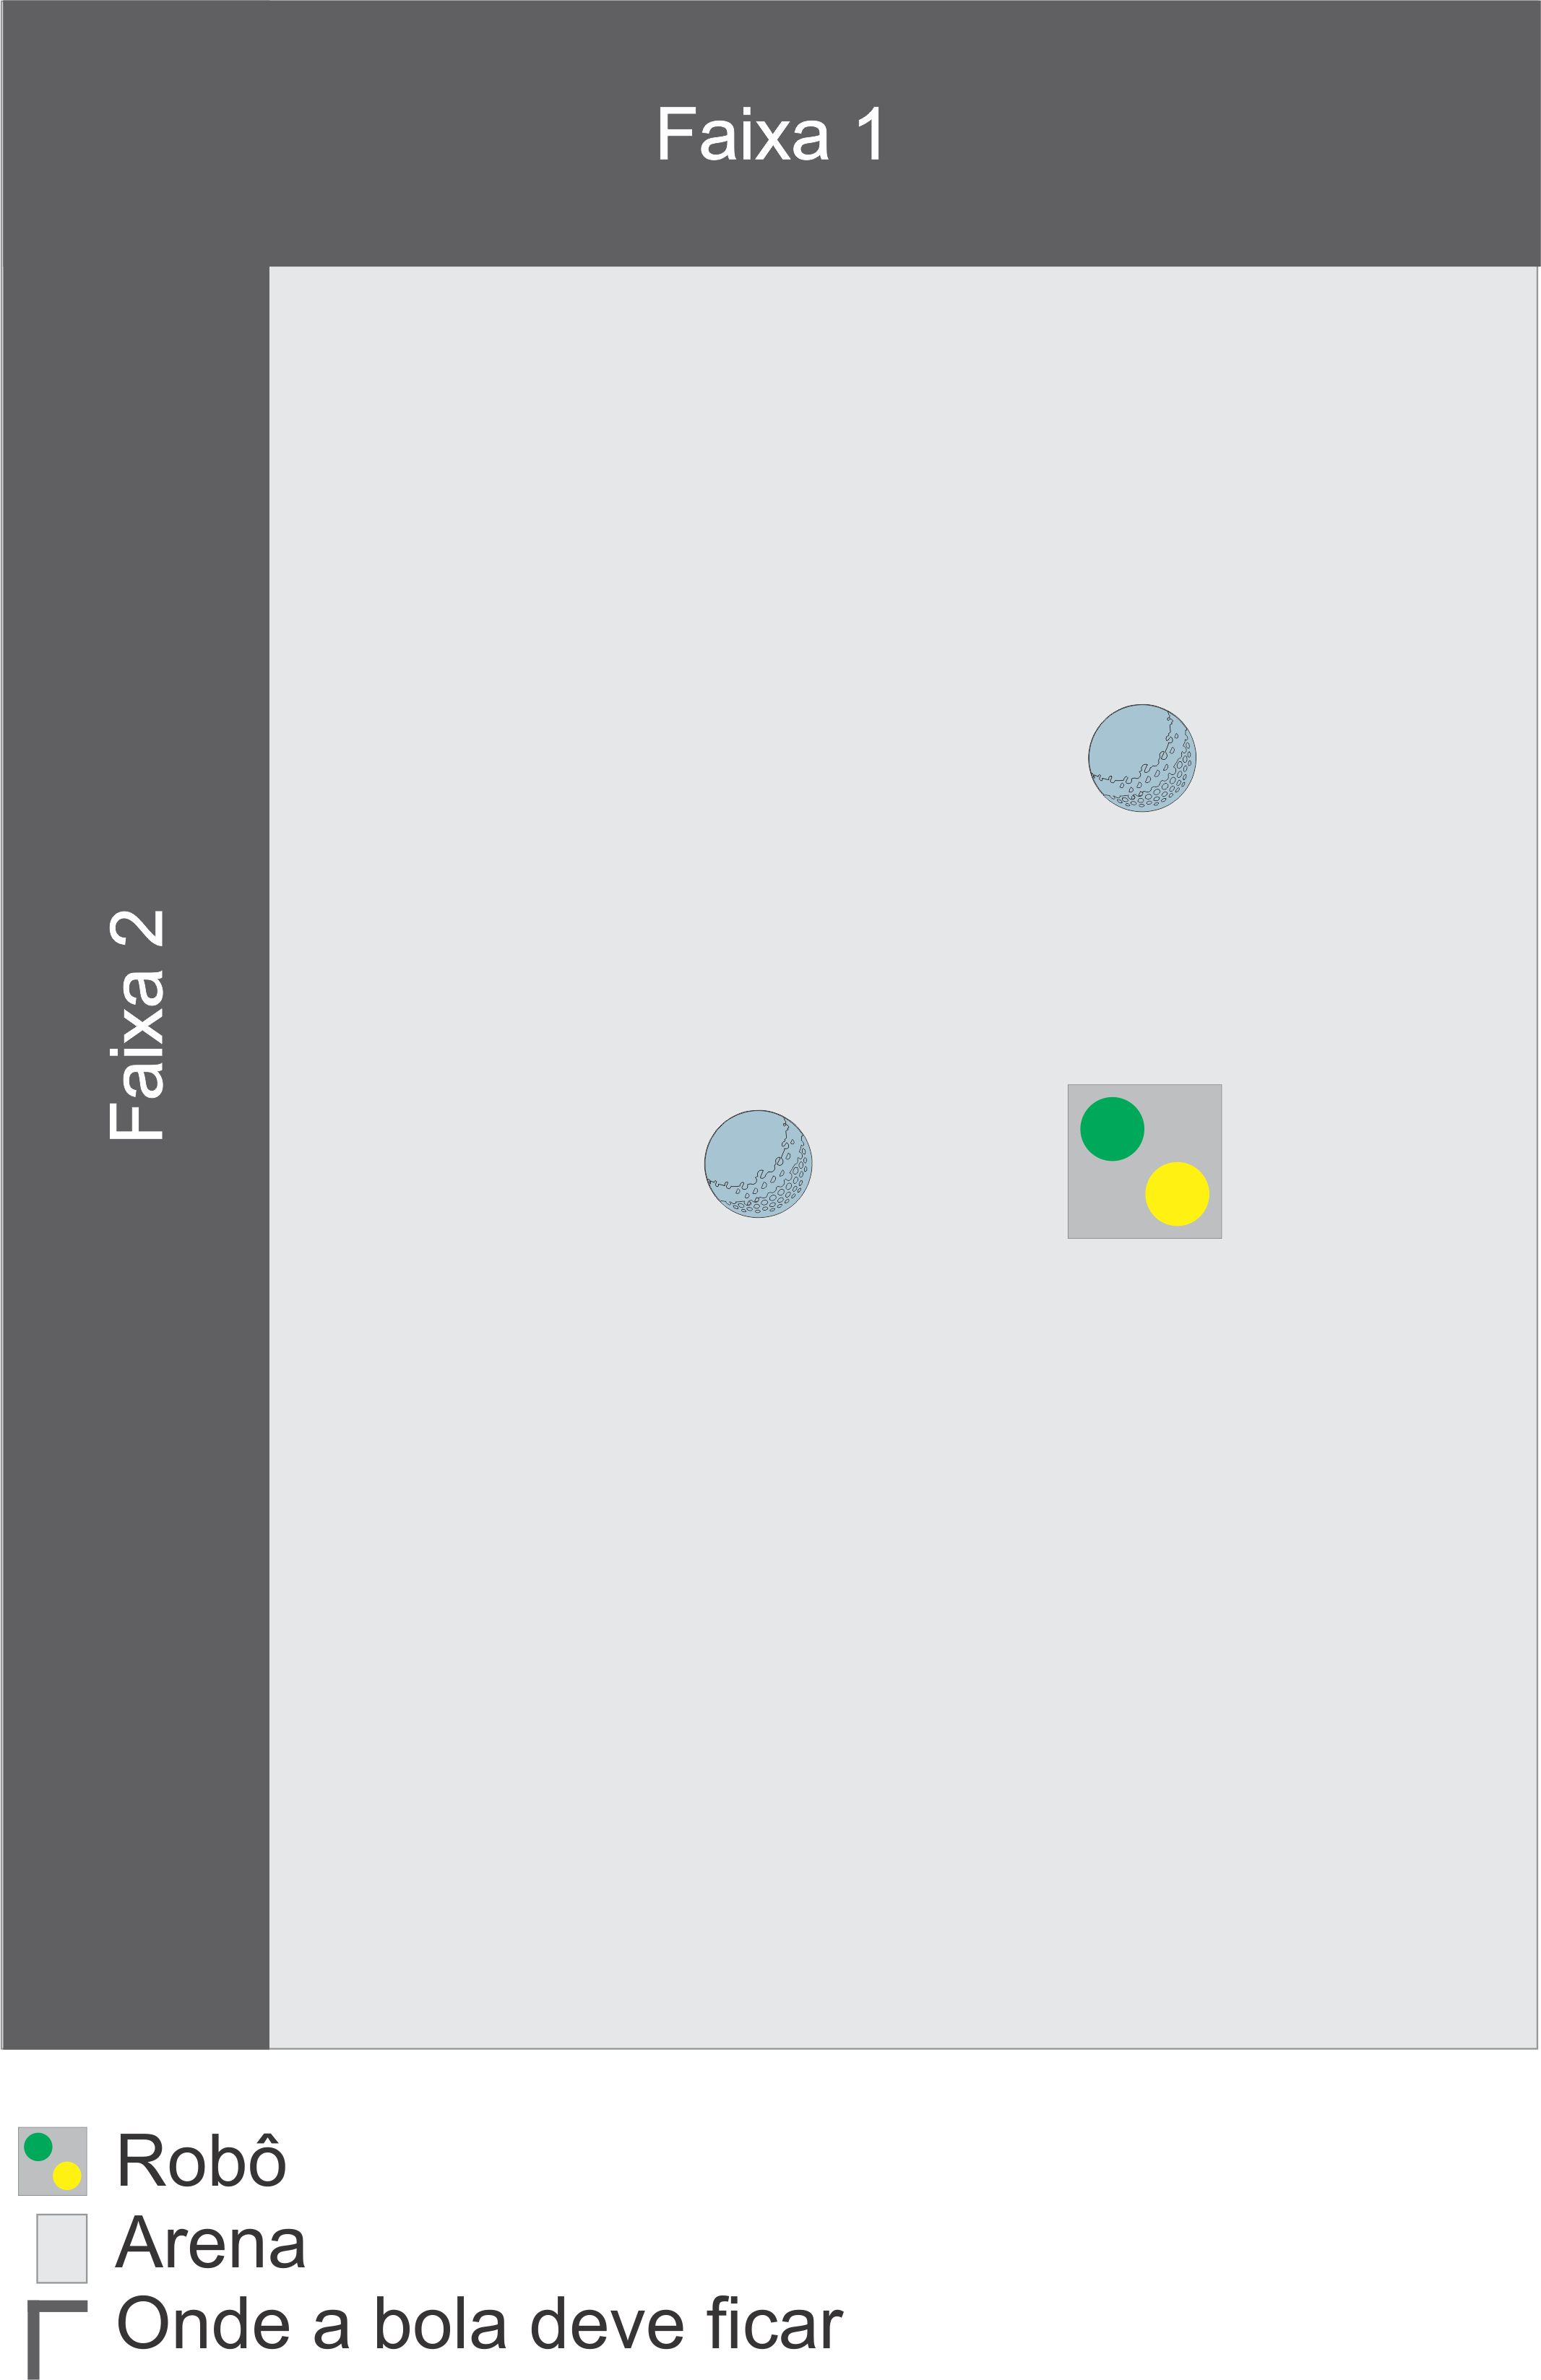 Faixa 1
Faixa 2
Robô
Arena
Onde a bola deve ficar